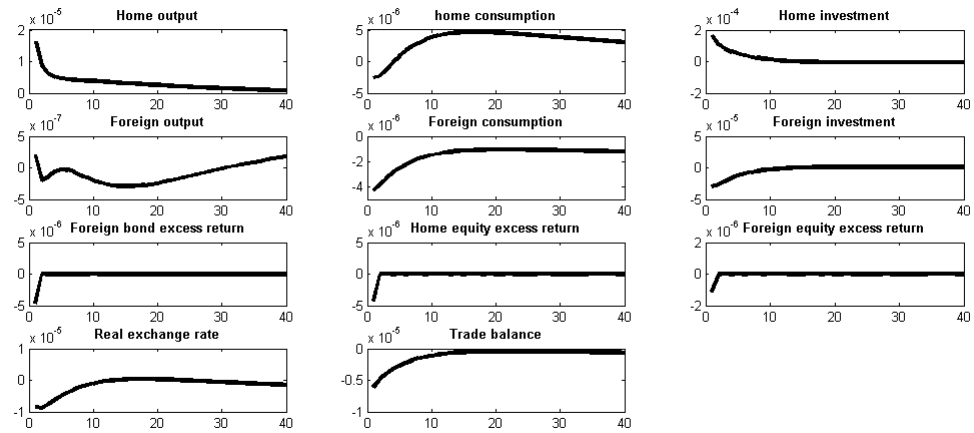 Home output
home consumption
Home investment
x 10^-5
x 10^-6
x 10^-4
2
1
0
5
0
-5
2
0
-2
0 10 20 30 40
0 10 20 30 40
0 10 20 30 40
Foreign output
Foreign consumption
Foreign investment
x 10^-7
x 10^-6
x 10^-5
5
0
-5
0
-2
-4
5
0
-5
0 10 20 30 40
0 10 20 30 40
0 10 20 30 40
Foreign bond excess return
Home equity excess return
Foreign equity excess return
x 10^-6
x 10^-6
x 10^-6
5
0
-5
5
0
-5
2
0
-2
0 10 20 30 40
0 10 20 30 40
0 10 20 30 40
Real exchange rate
Trade balance
x 10^-5
x 10^-5
1
0
-1
0
-0.5
-1
0 10 20 30 40
0 10 20 30 40